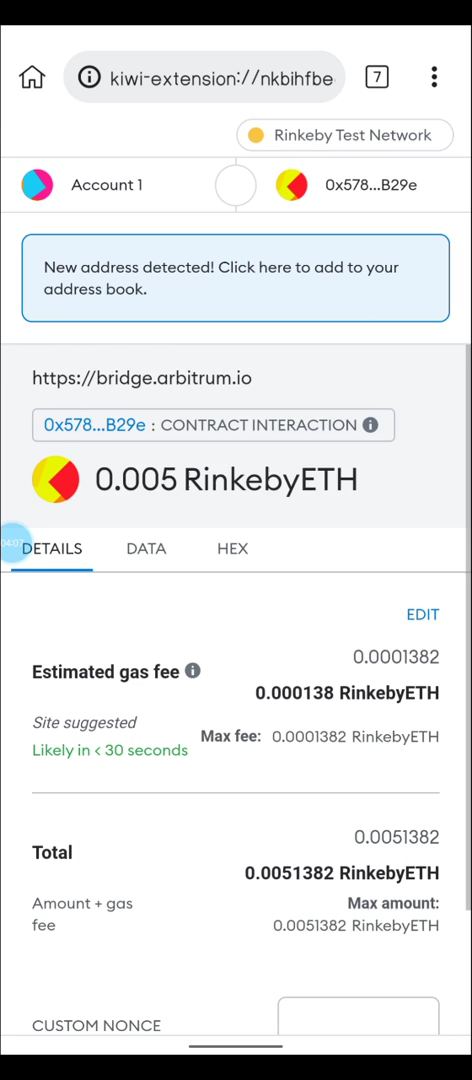 kiwi-extension://nkbihfbe
7
Rinkeby Test Network
Account 1
0x578...B29e
New address detected! Click here to add to your
address book.
https://bridge.arbitrum.io
0x578...B29e : CONTRACT INTERACTION
0.005 RinkebyETH
04:07
DETAILS
DATA
HEX
EDIT
0.0001382
Estimated gas fee
0.000138 RinkebyETH
Site suggested
Max fee: 0.0001382 RinkebyETH
Likely in < 30 seconds
0.0051382
Total
0.0051382 RinkebyETH
Amount + gas
fee
Max amount:
0.0051382 RinkebyETH
CUSTOM NONCE